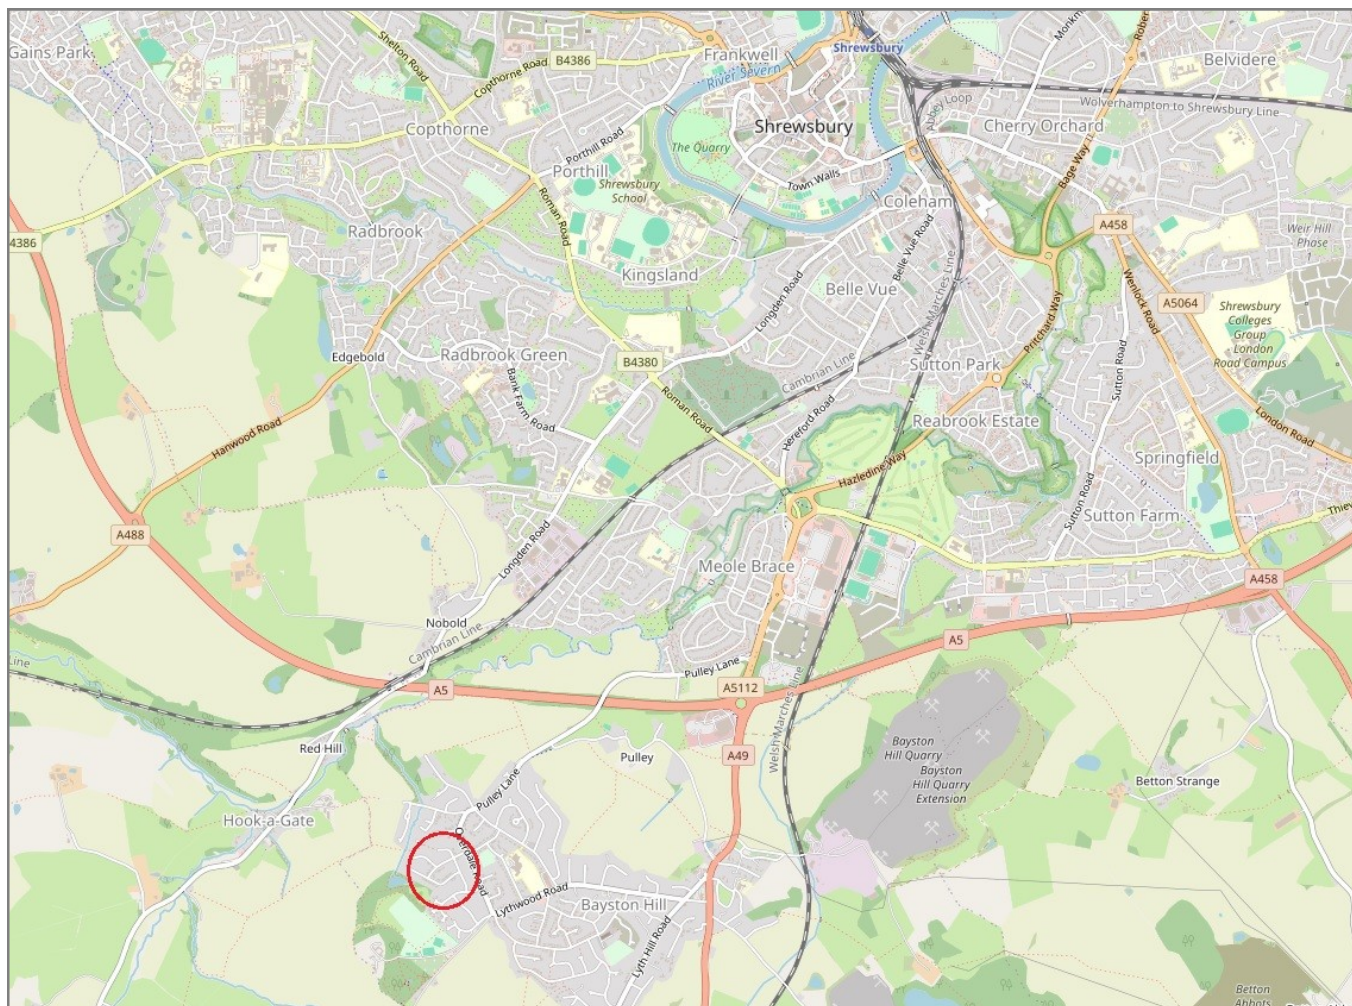 Gains Park
Shelton Road
Copthorne Road
B4386
Frankwell
River Severn
Shrewsbury
Belvidere
Abbey Loop
Wolverhampton to Shrewsbury Line
Copthorne
Porthill Road
The Quarry
Shrewsbury
Cherry Orchard
Bage Way
Porthill
Shrewsbury
School
Town Walls
Coleham
Roman Road
Radbrook
4386
A458
Weir Hill
Phase
1
Kingsland
Belle Vue Road
Belle Vue
Longden Road
Welsh Marches Line
Pritchard Way
Wenlock Road
A5064
Shrewsbury
Colleges
Group
London
Road Campus
Edgebold
Radbrook Green
B4380
Cambrian Line
Sutton Park
Sutton Road
Bank Farm Road
Roman Road
Hereford Road
Reabrook Estate
London Road
Hanwood Road
Hazledine Way
Springfield
A488
Longden Road
Sutton Road
Sutton Farm
Thiev
Meole Brace
A458
Nobold
Cambrian Line
A5
Line
A5
Pulley Lane
A5112
Welsh Marches Line
Red Hill
Pulley
A49
Bayston
Hill Quarry
Bayston
Hill Quarry
Extension
Betton Strange
Pulley Lane
Hook-a-Gate
Overdale Road
Lythwood Road
Bayston Hill
Lyth Hill Road
Betton
Abbots